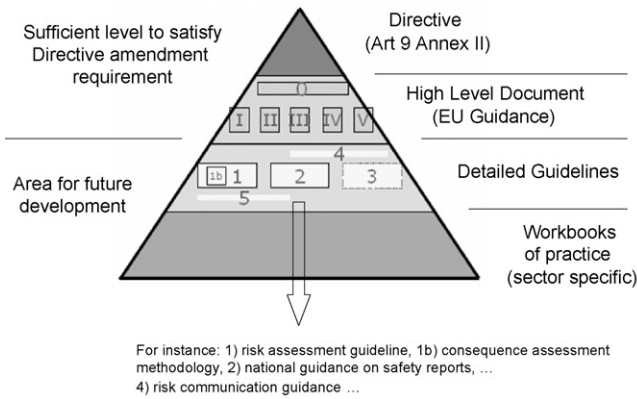 Sufficient level to satisfy
Directive amendment
requirement
Directive
(Art 9 Annex II)
0
I II III IV V
High Level Document
(EU Guidance)
4
Area for future
development
1b 1 2 3
5
Detailed Guidelines
Workbooks
of practice
(sector specific)
For instance: 1) risk assessment guideline, 1b) consequence assessment
methodology, 2) national guidance on safety reports, ...
4) risk communication guidance ...